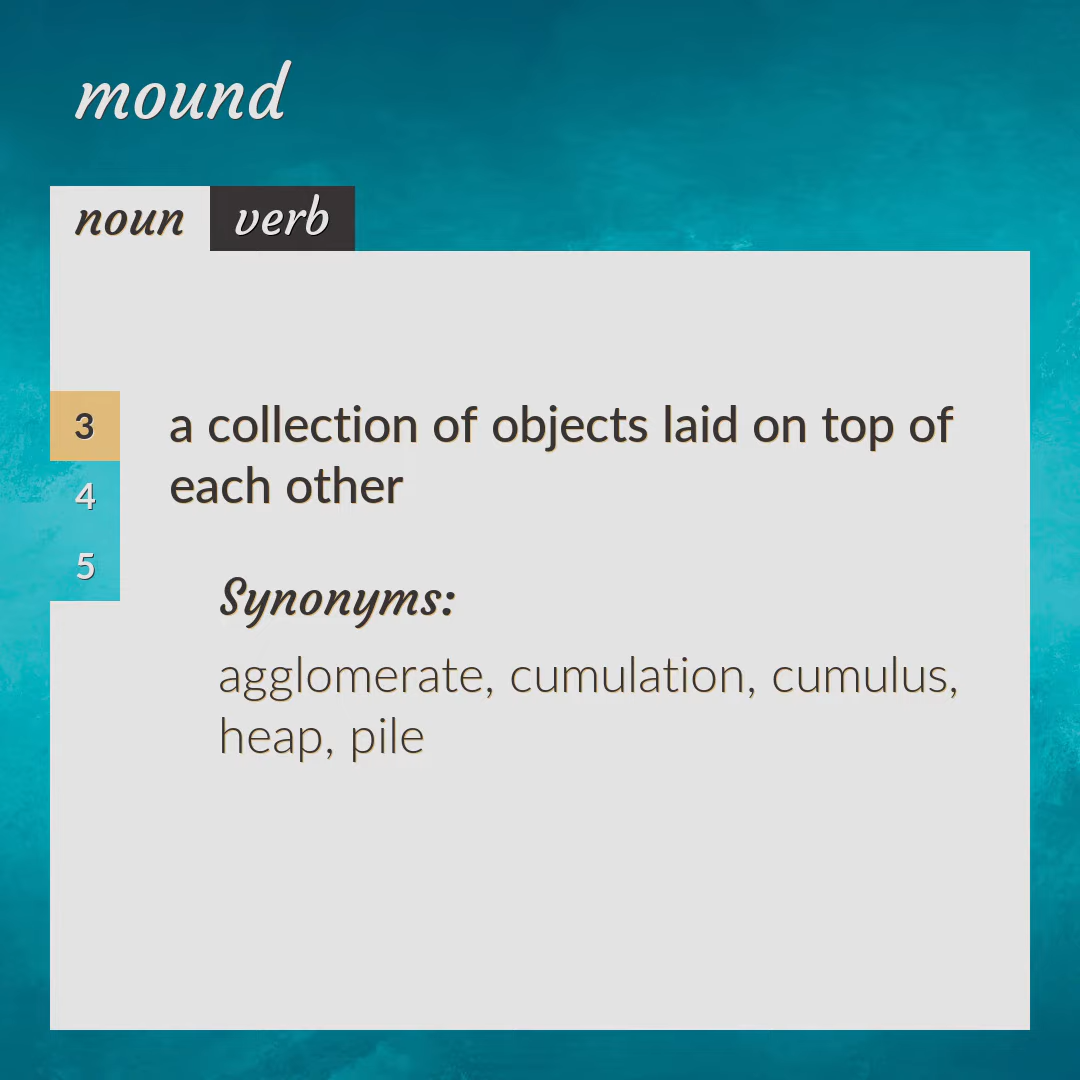 mound
noun verb
3 a collection of objects laid on top of
each other
4
5
Synonyms:
agglomerate, cumulation, cumulus,
heap, pile